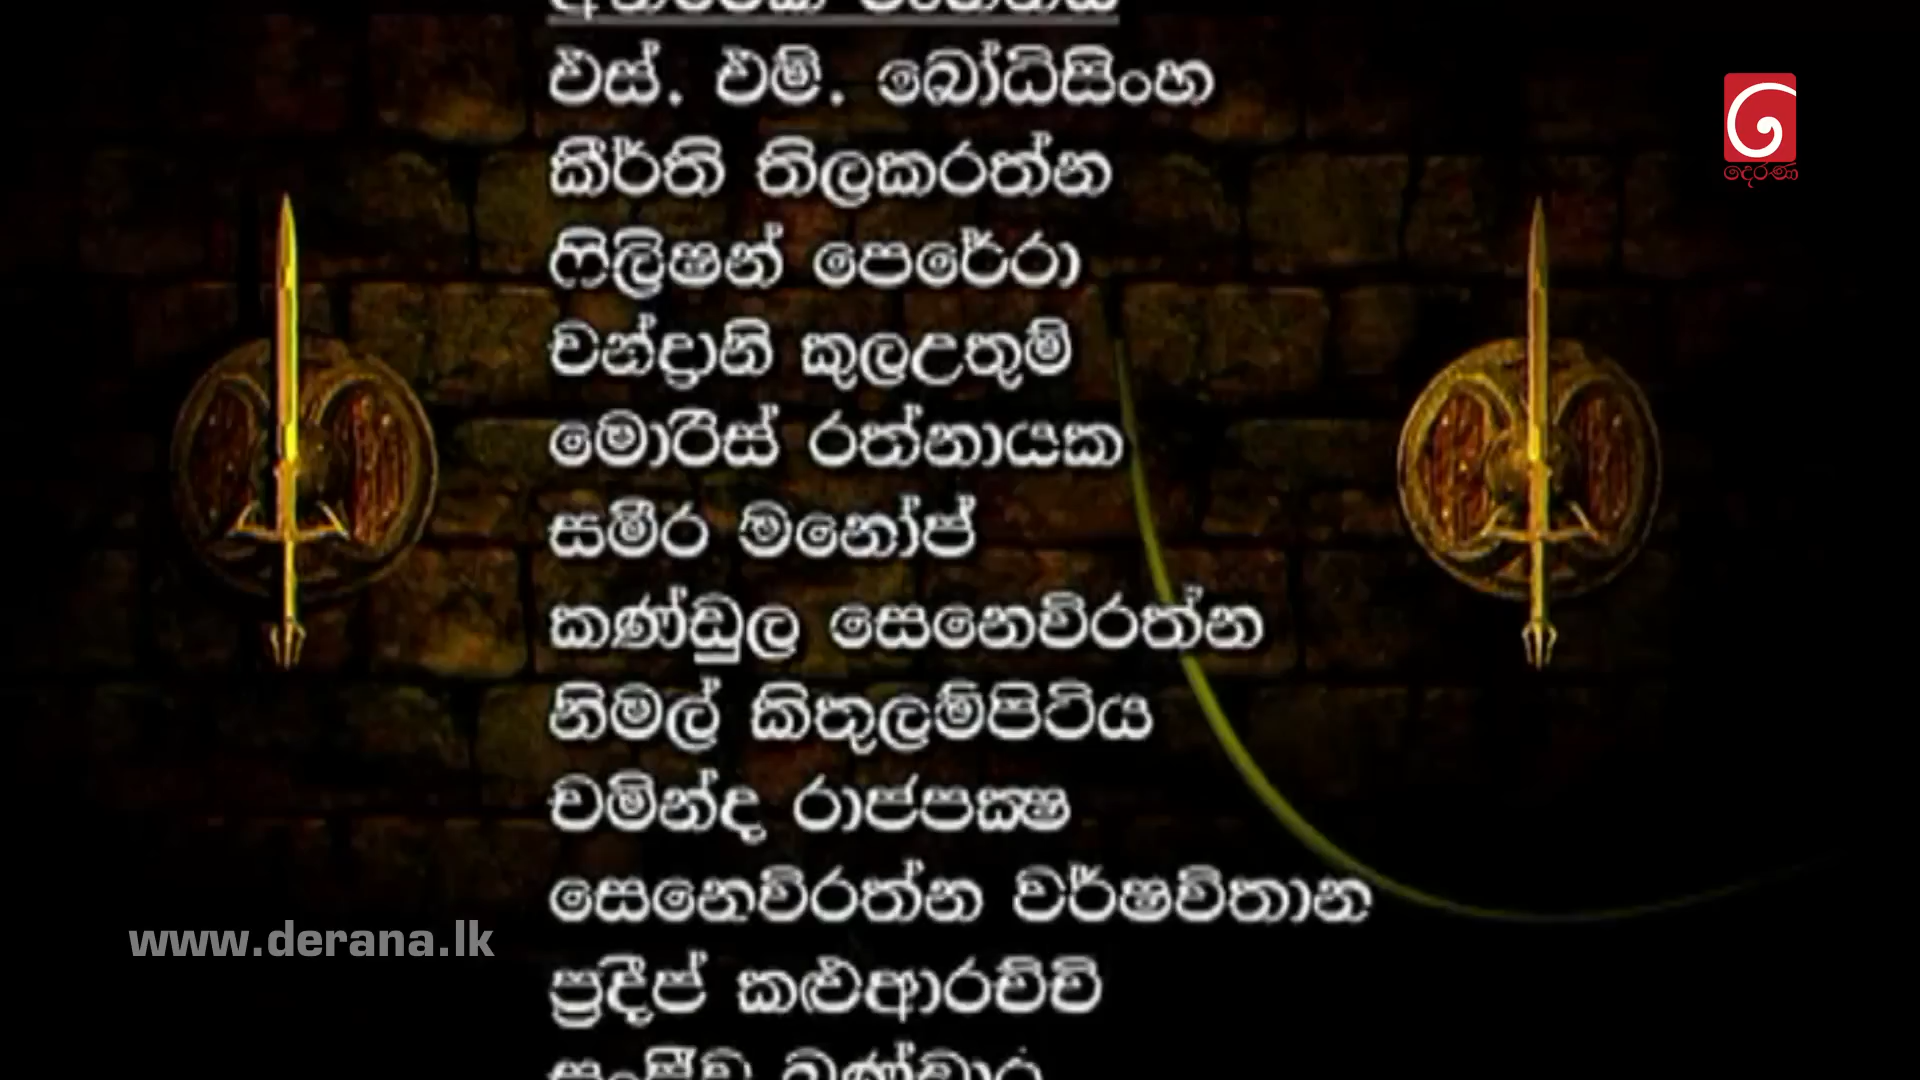 එස්. එම්. බෝධිසිංහ
කීර්ති තිලකරත්න
ෆිලිෂන් පෙරේරා
චන්ද්‍රානි කුලඋතුම්
මොරිස් රත්නායක
සමීර මනෝජ්
කණ්ඩුල සෙනෙවිරත්න
නිමල් කිතුලම්පිටිය
චමින්ද රාජපක්ෂ
සෙනෙවිරත්න වර්ෂවිතාන
ප්‍රදීප් කළුආරච්චි
දෙරණ
www.derana.lk